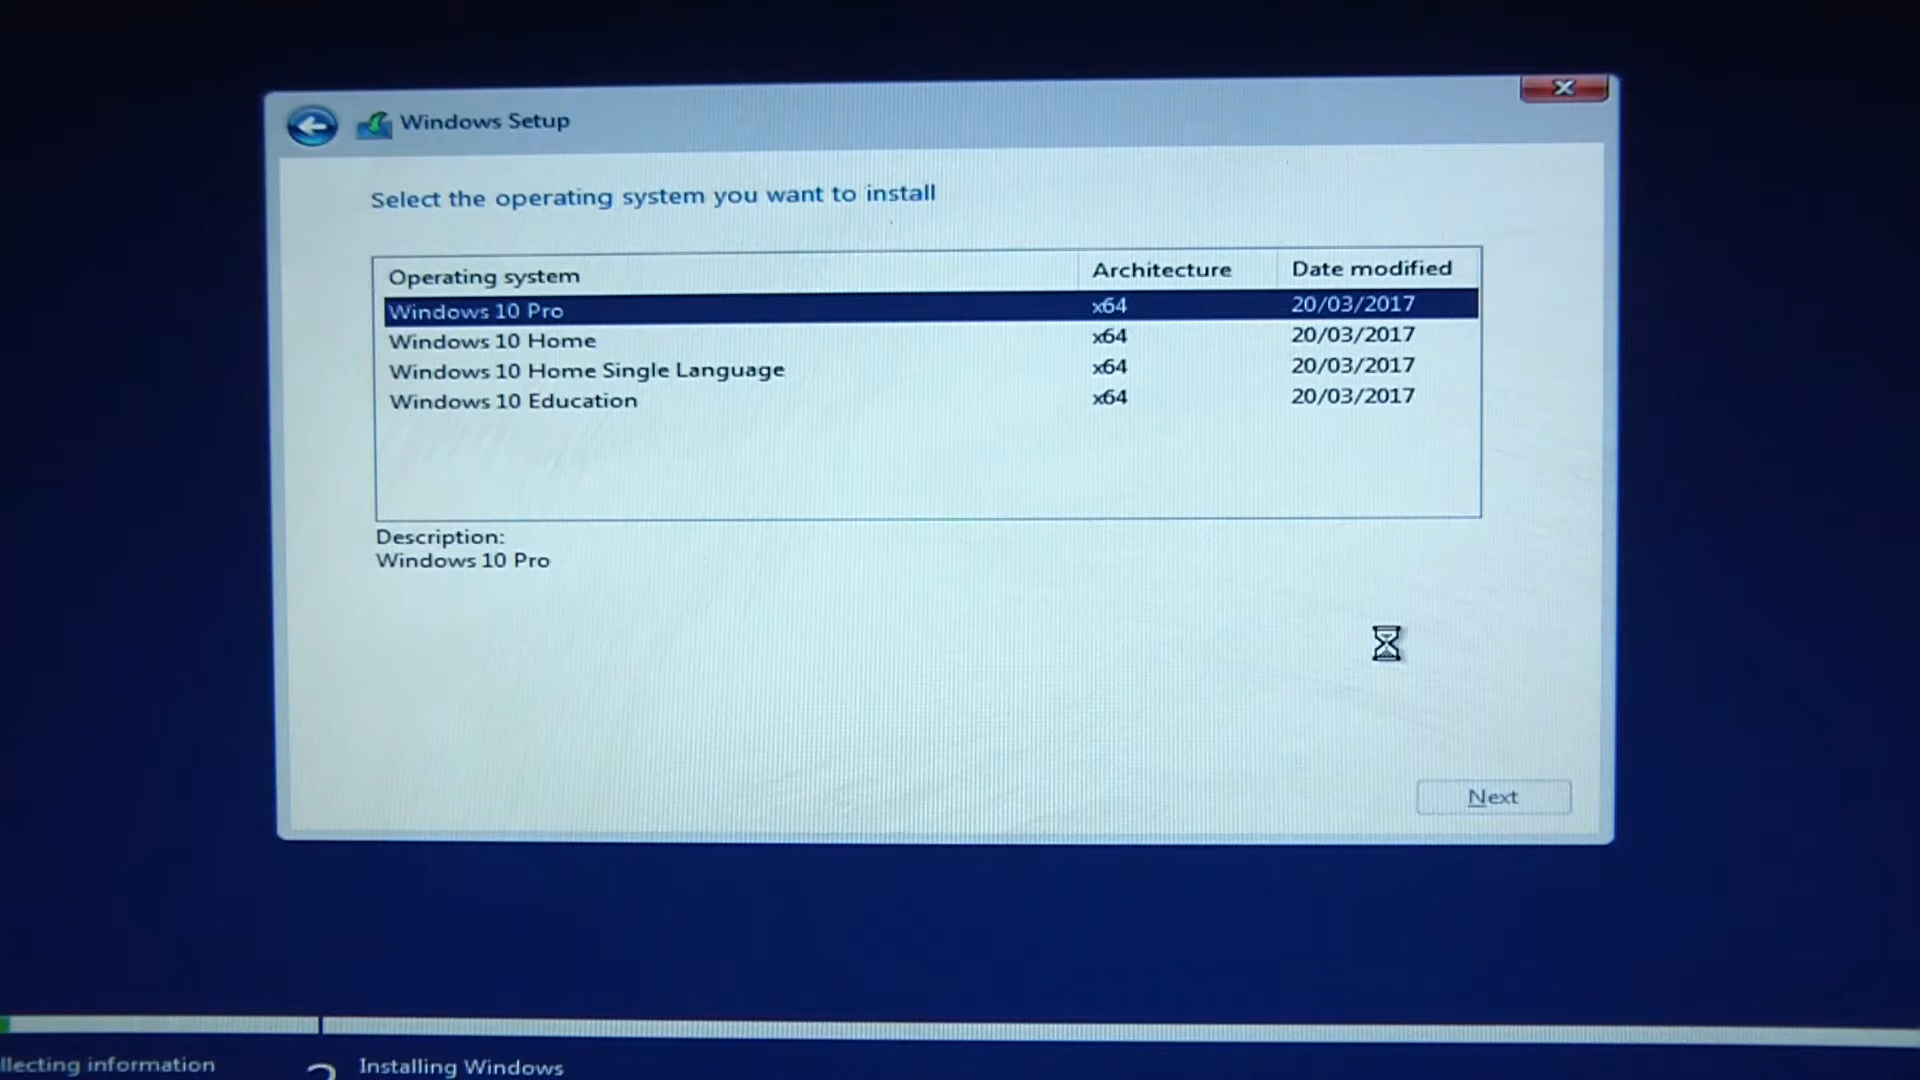 Windows Setup
Select the operating system you want to install
Operating system Architecture Date modified
Windows 10 Pro x64 20/03/2017
Windows 10 Home x64 20/03/2017
Windows 10 Home Single Language x64 20/03/2017
Windows 10 Education x64 20/03/2017
Description:
Windows 10 Pro
Next
llecting information Installing Windows